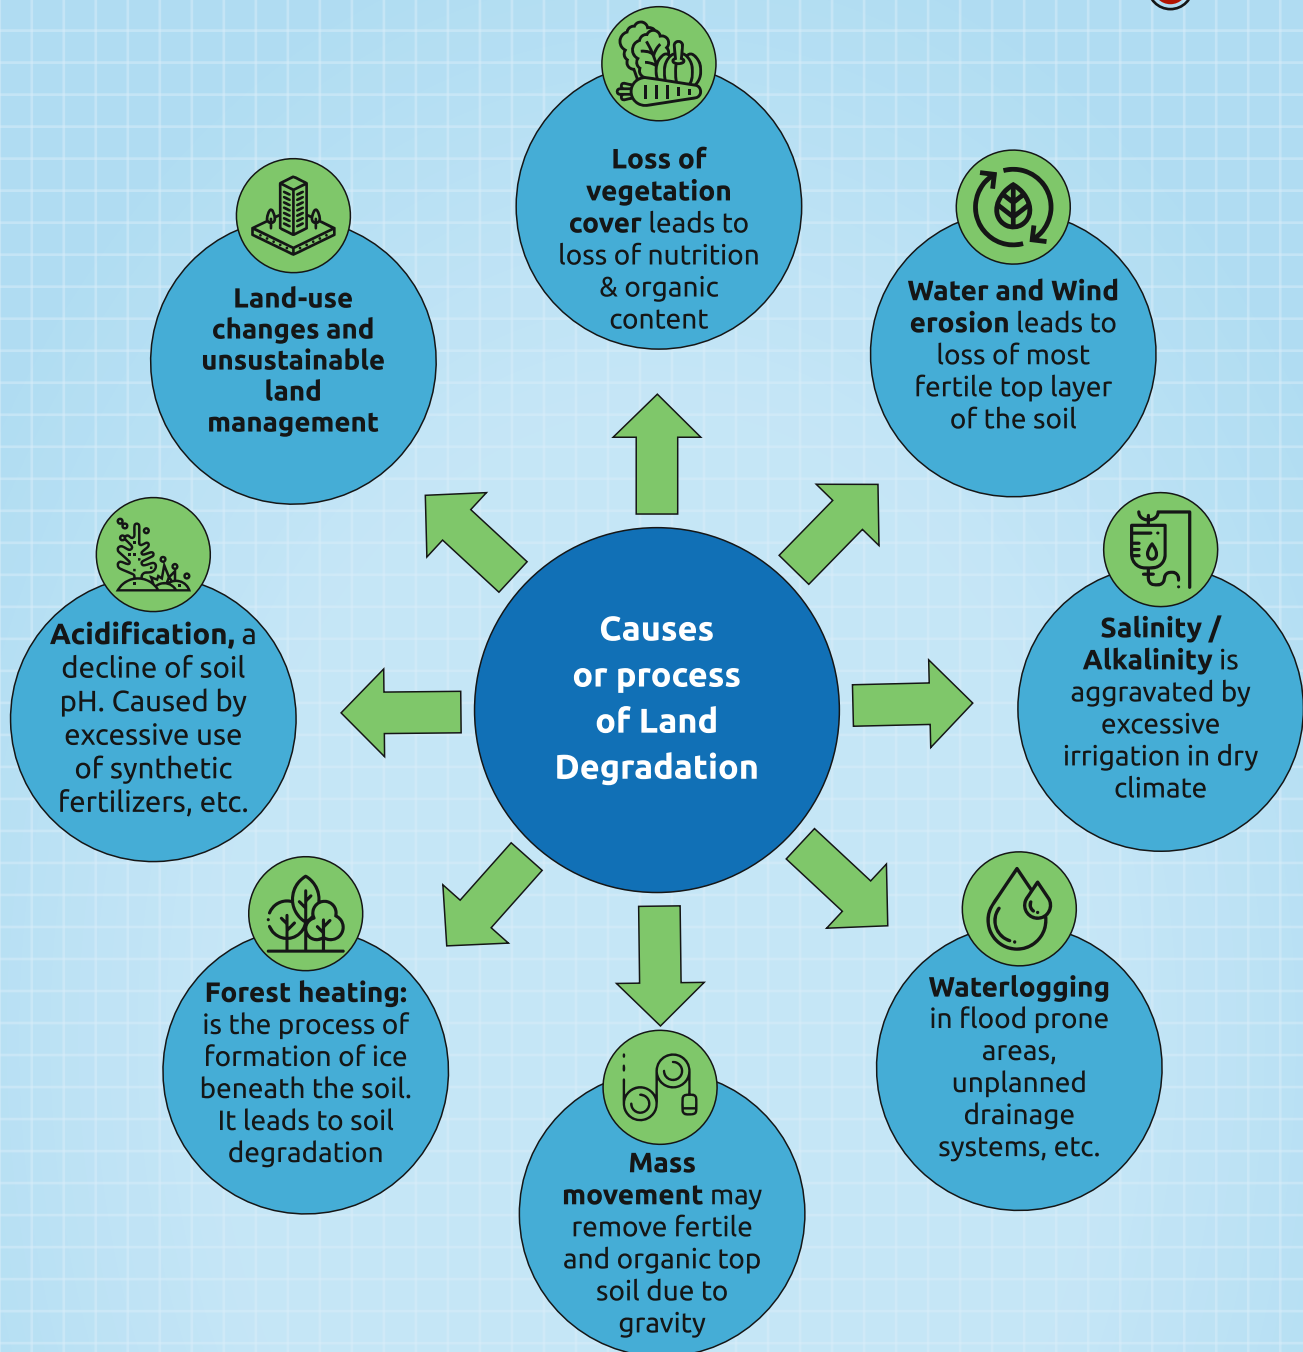 Loss of
vegetation
cover leads to
loss of nutrition
& organic
content
Water and Wind
erosion leads to
loss of most
fertile top layer
of the soil
Land-use
changes and
unsustainable
land
management
Causes
or process
of Land
Degradation
Salinity /
Alkalinity is
aggravated by
excessive
irrigation in dry
climate
Acidification, a
decline of soil
pH. Caused by
excessive use
of synthetic
fertilizers, etc.
Waterlogging
in flood prone
areas,
unplanned
drainage
systems, etc.
Forest heating:
is the process of
formation of ice
beneath the soil.
It leads to soil
degradation
Mass
movement may
remove fertile
and organic top
soil due to
gravity